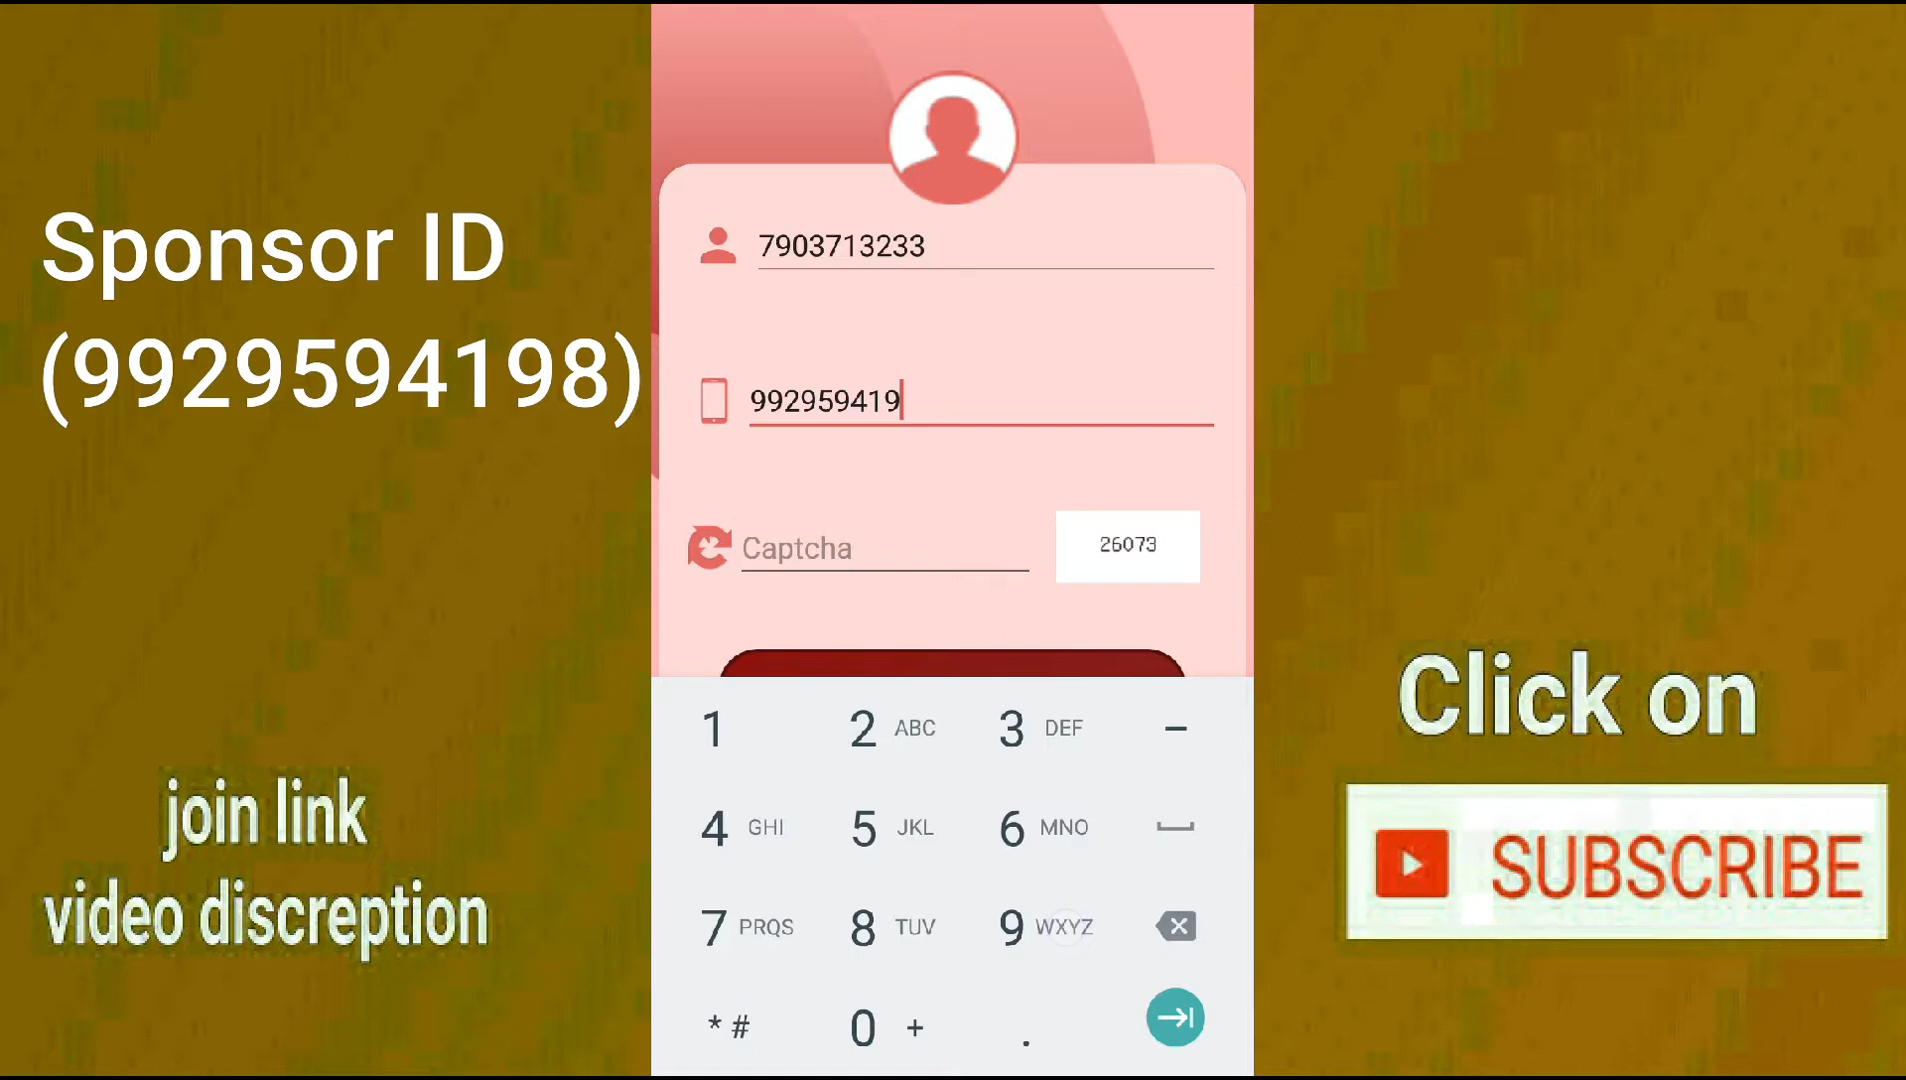 Sponsor ID
(9929594198)
join link
video discreption
7903713233
992959419
Captcha
26073
1
2 ABC
3 DEF
-
4 GHI
5 JKL
6 MNO
7 PRQS
8 TUV
9 WXYZ
* #
0 +
.
Click on
SUBSCRIBE